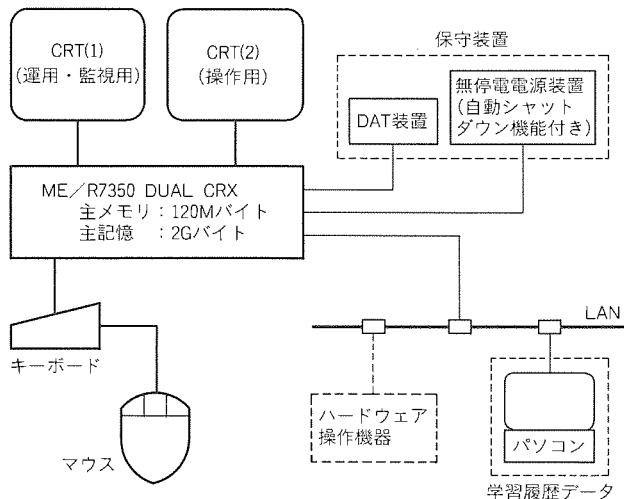 CRT(1)
(運用・監視用)
CRT(2)
(操作用)
保守装置
DAT装置
無停電電源装置
(自動シャット
ダウン機能付き)
ME/R7350 DUAL CRX
主メモリ:120Mバイト
主記憶 :2Gバイト
キーボード
マウス
LAN
ハードウェア
操作機器
パソコン
学習履歴データ